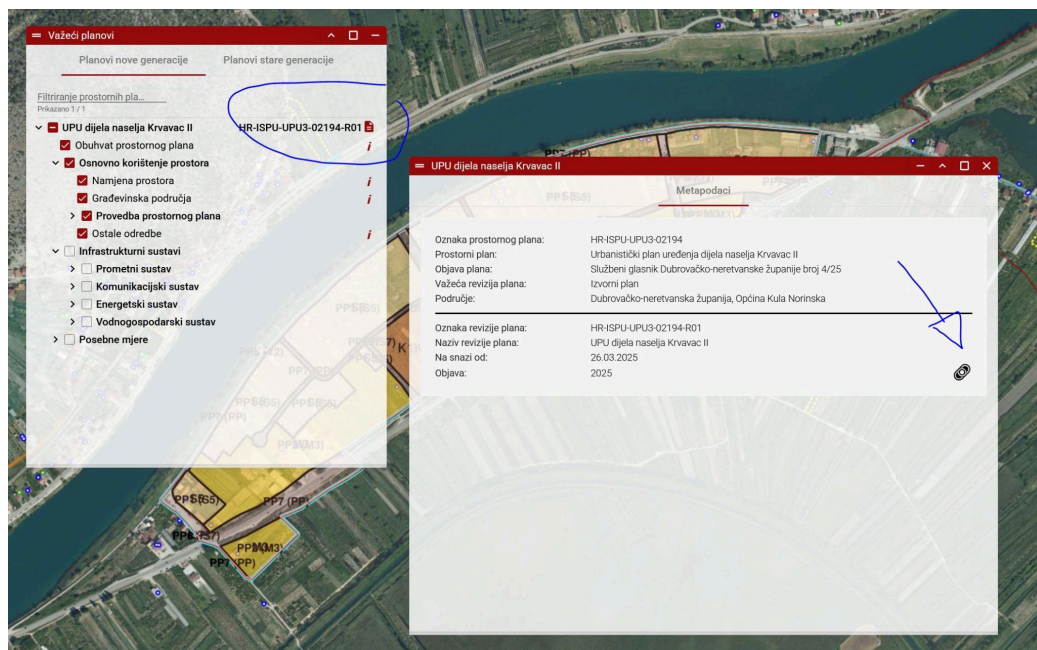 Važeći planovi
Planovi nove generacije
Planovi stare generacije
Filtriranje prostornih pla...
Prikazano 1 / 1
UPU dijela naselja Krvavac II HR-ISPU-UPU3-02194-R01
Obuhvat prostornog plana i
Osnovno korištenje prostora
Namjena prostora i
Građevinska područja i
Provedba prostornog plana
Ostale odredbe i
Infrastrukturni sustavi
Prometni sustav
Komunikacijski sustav
Energetski sustav
Vodnogospodarski sustav
Posebne mjere
UPU dijela naselja Krvavac II
Metapodaci
Oznaka prostornog plana: HR-ISPU-UPU3-02194
Prostorni plan: Urbanistički plan uređenja dijela naselja Krvavac II
Objava plana: Službeni glasnik Dubrovačko-neretvanske županije broj 4/25
Važeća revizija plana: Izvorni plan
Područje: Dubrovačko-neretvanska županija, Općina Kula Norinska
Oznaka revizije plana: HR-ISPU-UPU3-02194-R01
Naziv revizije plana: UPU dijela naselja Krvavac II
Na snazi od: 26.03.2025
Objava: 2025
PP7 (PP)
PP7 (PP)